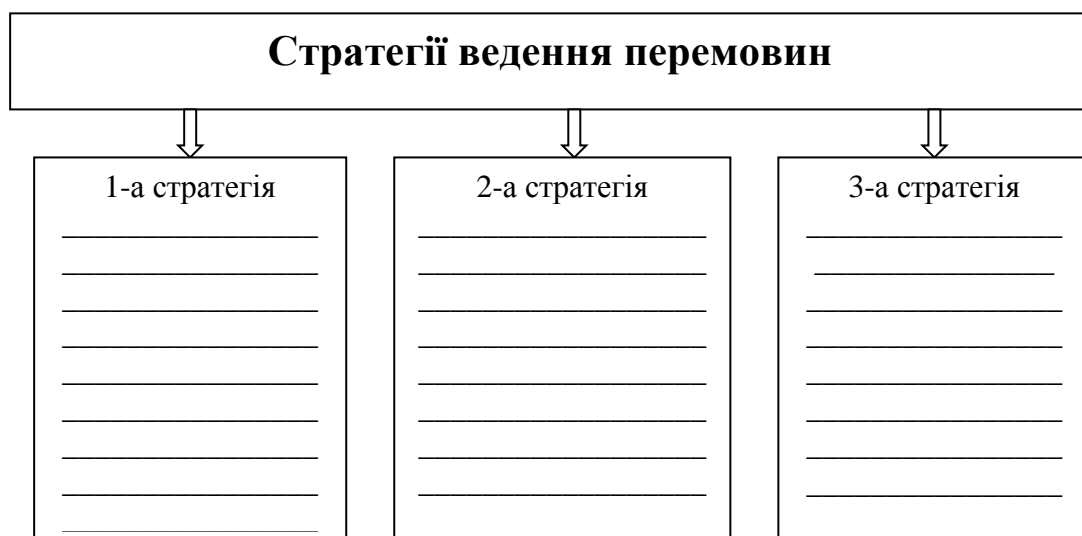 Стратегії ведення перемовин
1-а стратегія
2-а стратегія
3-а стратегія